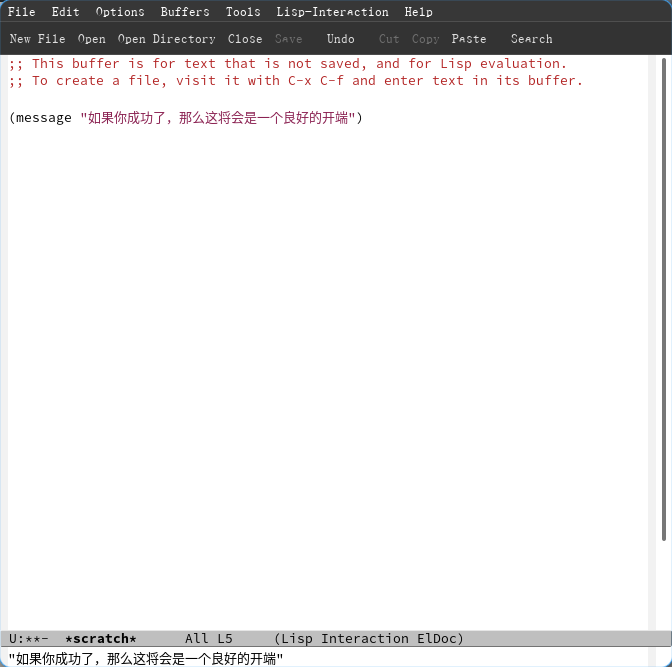 File Edit Options Buffers Tools Lisp-Interaction Help
New File Open Open Directory Close Save Undo Cut Copy Paste Search
;; This buffer is for text that is not saved, and for Lisp evaluation.
;; To create a file, visit it with C-x C-f and enter text in its buffer.
(message "如果你成功了，那么这将会是一个良好的开端")
U:**- *scratch* All L5 (Lisp Interaction ElDoc)
"如果你成功了，那么这将会是一个良好的开端"